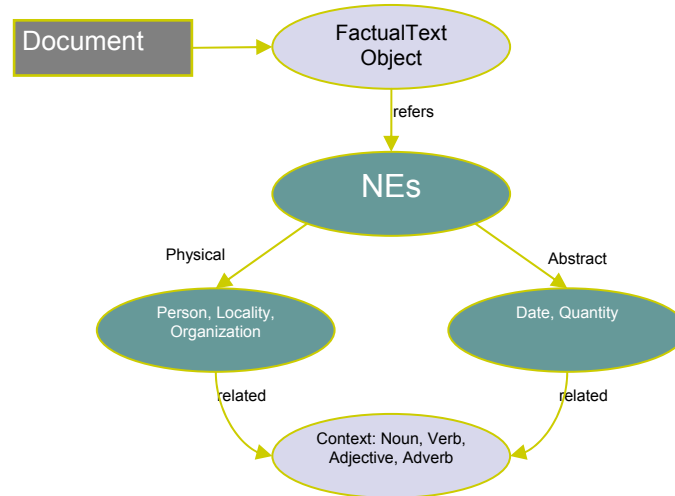 Document
FactualText
Object
refers
NEs
Physical
Abstract
Person, Locality,
Organization
Date, Quantity
related
related
Context: Noun, Verb,
Adjective, Adverb